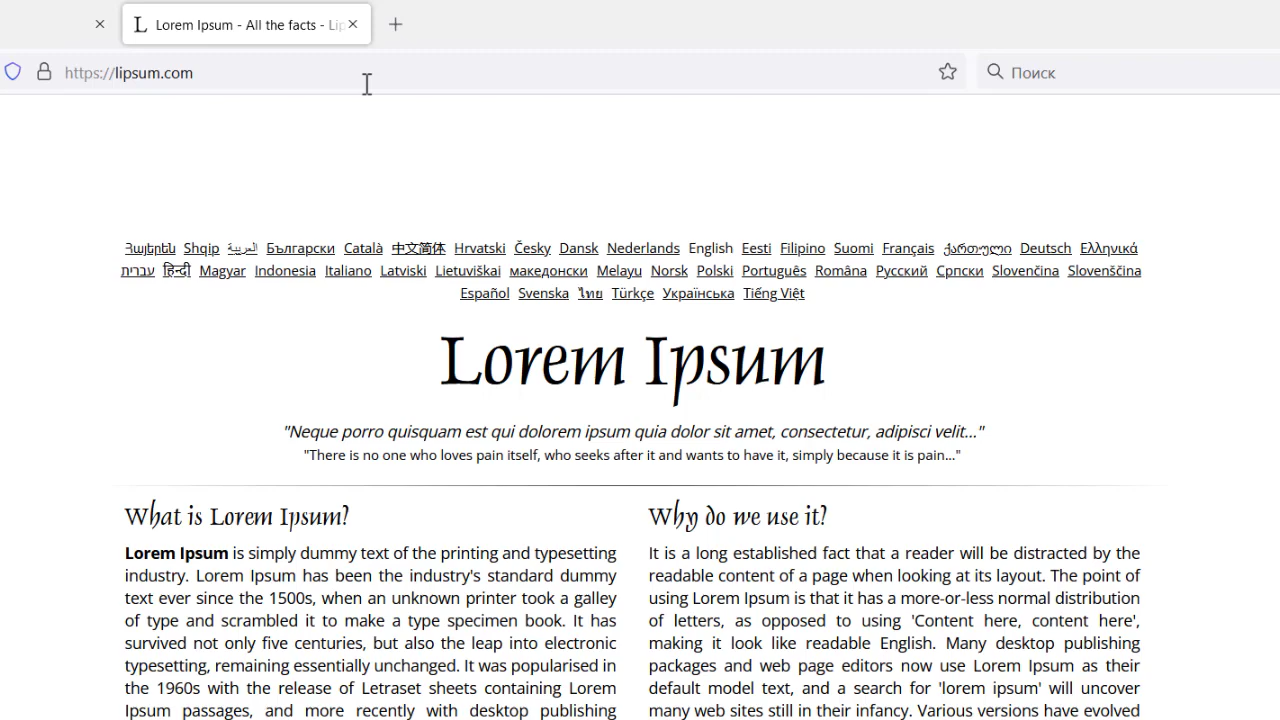 Lorem Ipsum - All the facts - Lip
https://lipsum.com
Поиск
Հայերեն Shqip العربية Български Català 中文简体 Hrvatski Česky Dansk Nederlands English Eesti Filipino Suomi Français ქართული Deutsch Ελληνικά
עברית हिन्दी Magyar Indonesia Italiano Latviski Lietuviškai македонски Melayu Norsk Polski Português Româna Pyccкий Српски Slovenčina Slovenščina
Español Svenska ไทย Türkçe Українська Tiếng Việt
Lorem Ipsum
"Neque porro quisquam est qui dolorem ipsum quia dolor sit amet, consectetur, adipisci velit..."
"There is no one who loves pain itself, who seeks after it and wants to have it, simply because it is pain..."
What is Lorem Ipsum?
Lorem Ipsum is simply dummy text of the printing and typesetting
industry. Lorem Ipsum has been the industry's standard dummy
text ever since the 1500s, when an unknown printer took a galley
of type and scrambled it to make a type specimen book. It has
survived not only five centuries, but also the leap into electronic
typesetting, remaining essentially unchanged. It was popularised in
the 1960s with the release of Letraset sheets containing Lorem
Ipsum passages, and more recently with desktop publishing
Why do we use it?
It is a long established fact that a reader will be distracted by the
readable content of a page when looking at its layout. The point of
using Lorem Ipsum is that it has a more-or-less normal distribution
of letters, as opposed to using 'Content here, content here',
making it look like readable English. Many desktop publishing
packages and web page editors now use Lorem Ipsum as their
default model text, and a search for 'lorem ipsum' will uncover
many web sites still in their infancy. Various versions have evolved